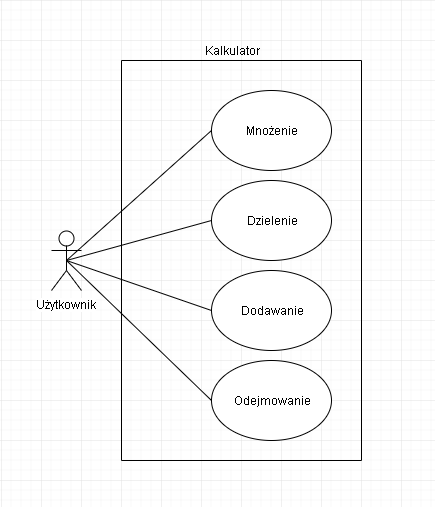 Kalkulator
Mnożenie
Dzielenie
Dodawanie
Użytkownik
Odejmowanie